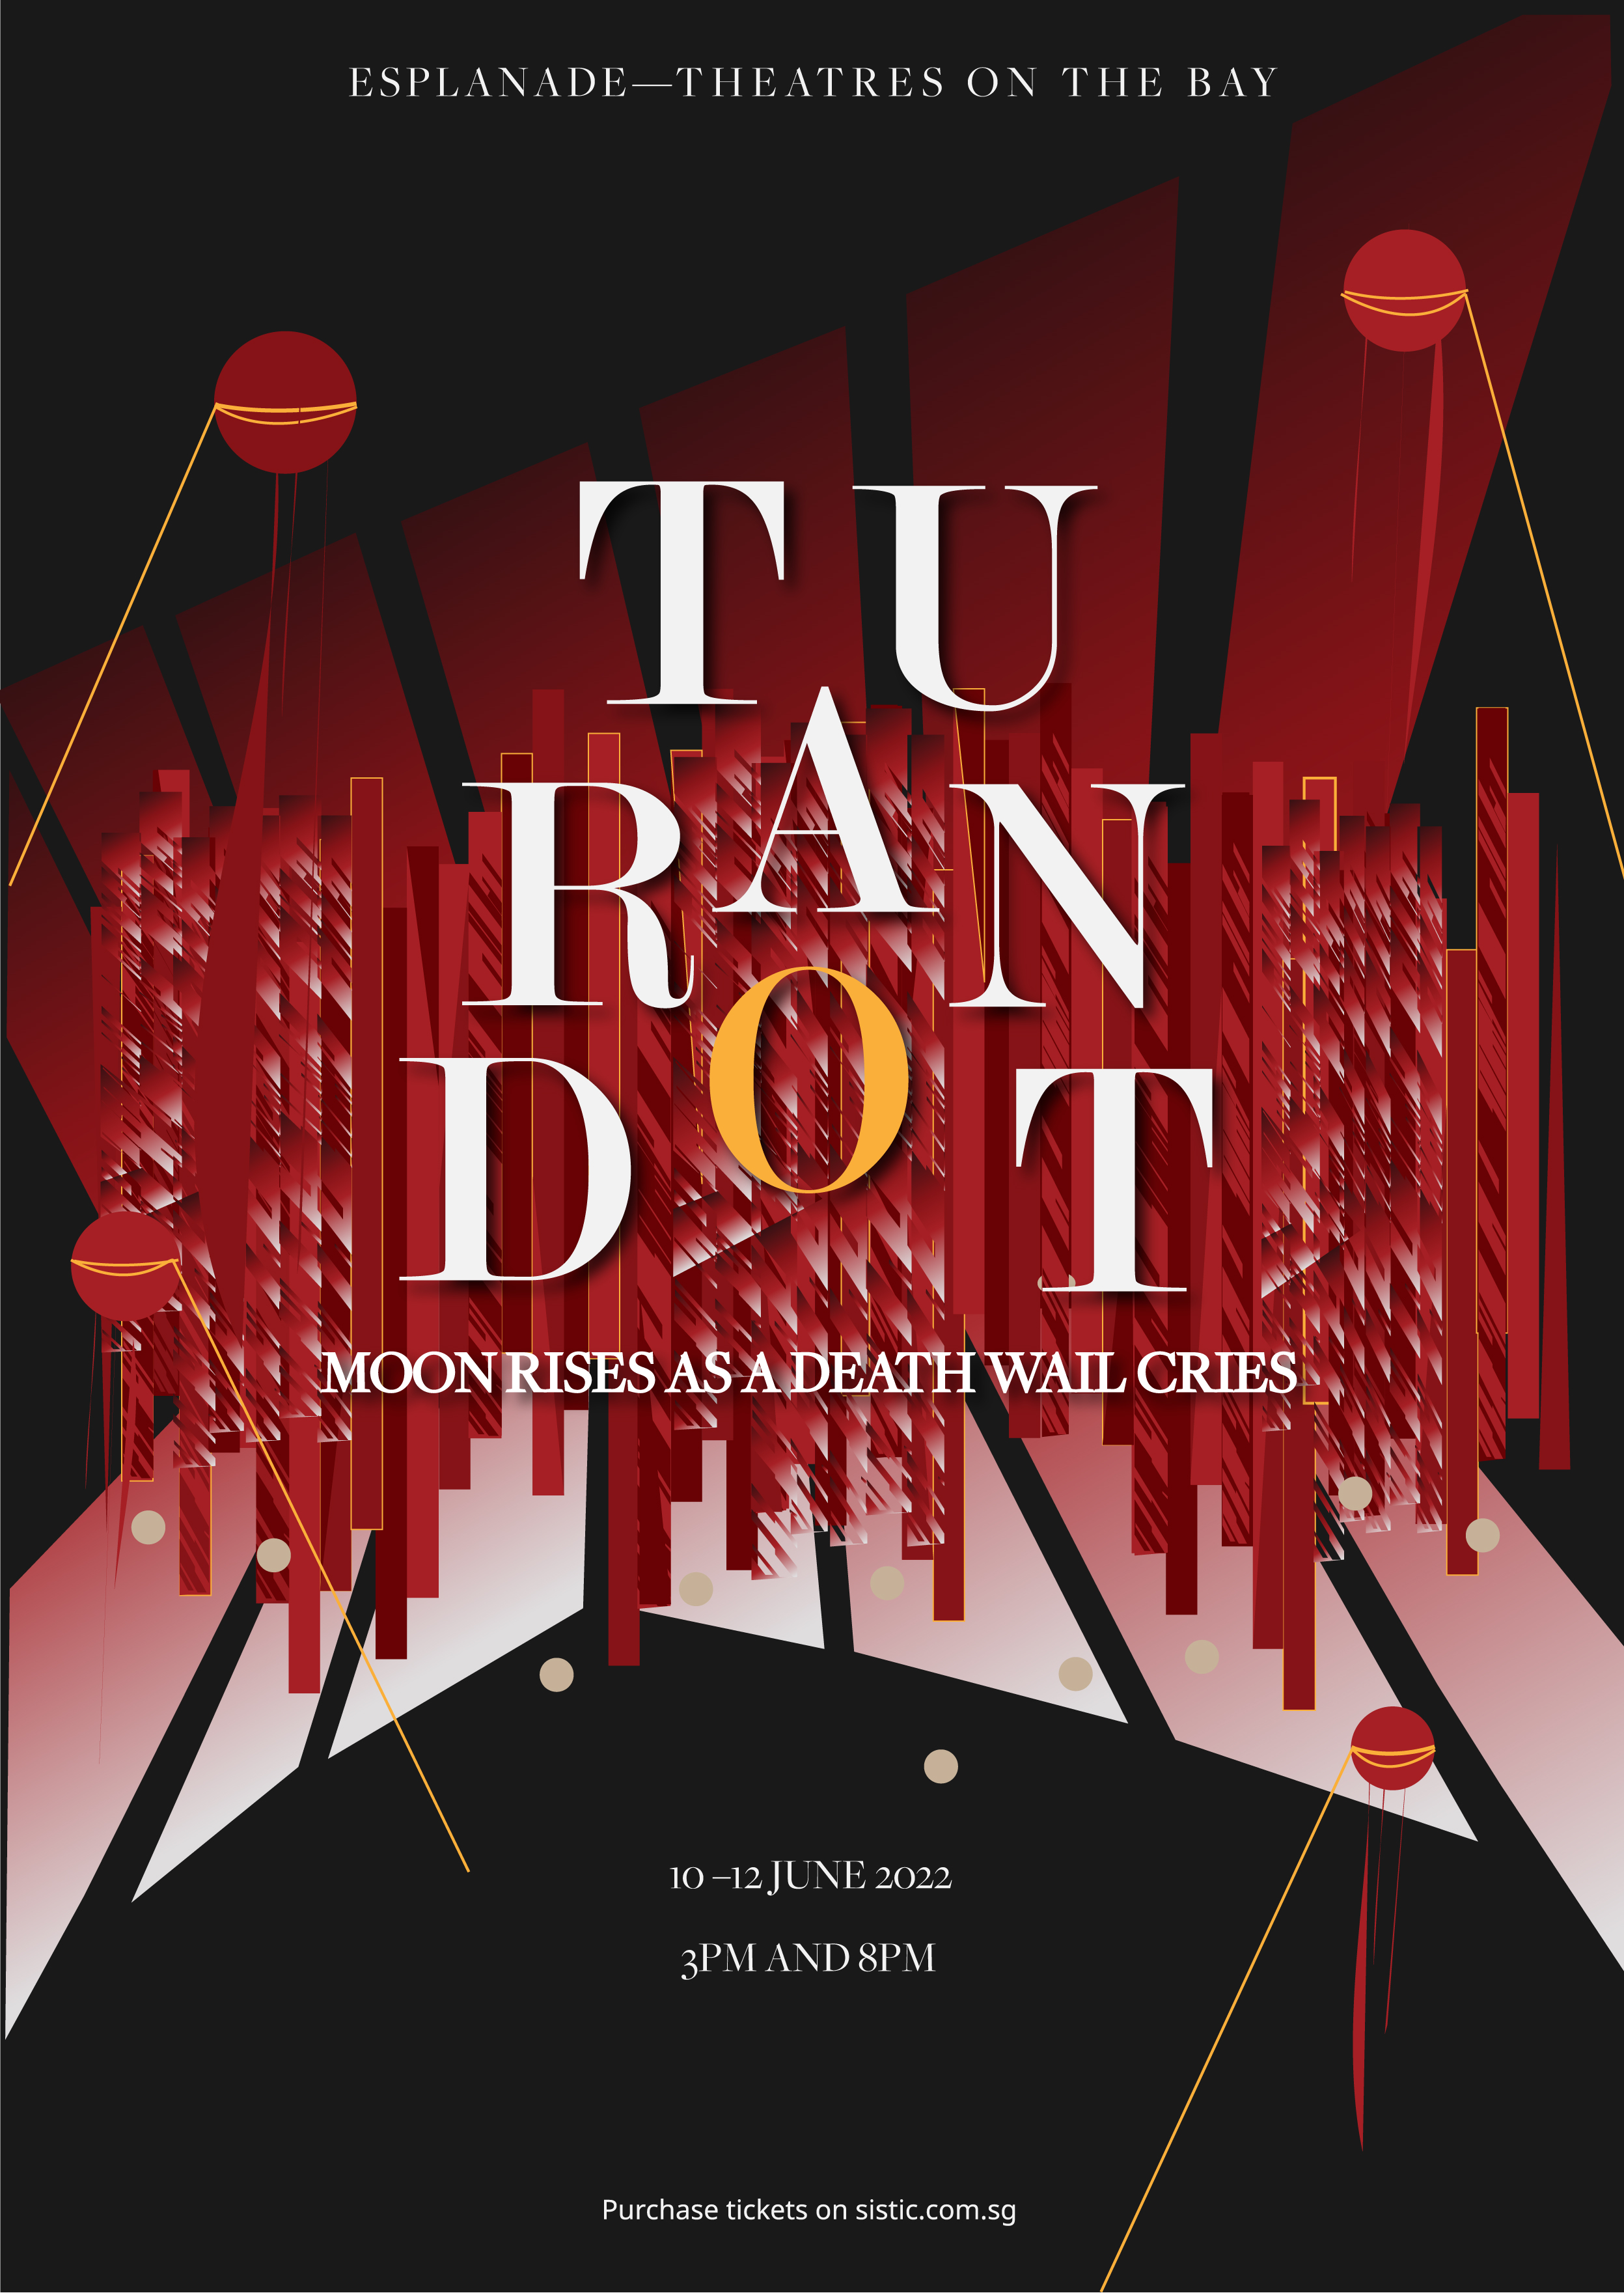 ESPLANADE—THEATRES ON THE BAY
TU
RAN
DOT
MOON RISES AS A DEATH WAIL CRIES
10 –12 JUNE 2022
3PM AND 8PM
Purchase tickets on sistic.com.sg